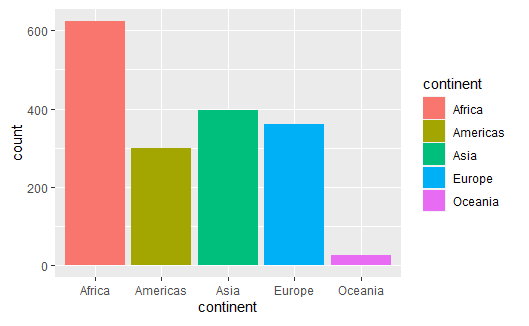 600
400
200
0
count
Africa
Americas
Asia
Europe
Oceania
continent
continent
Africa
Americas
Asia
Europe
Oceania